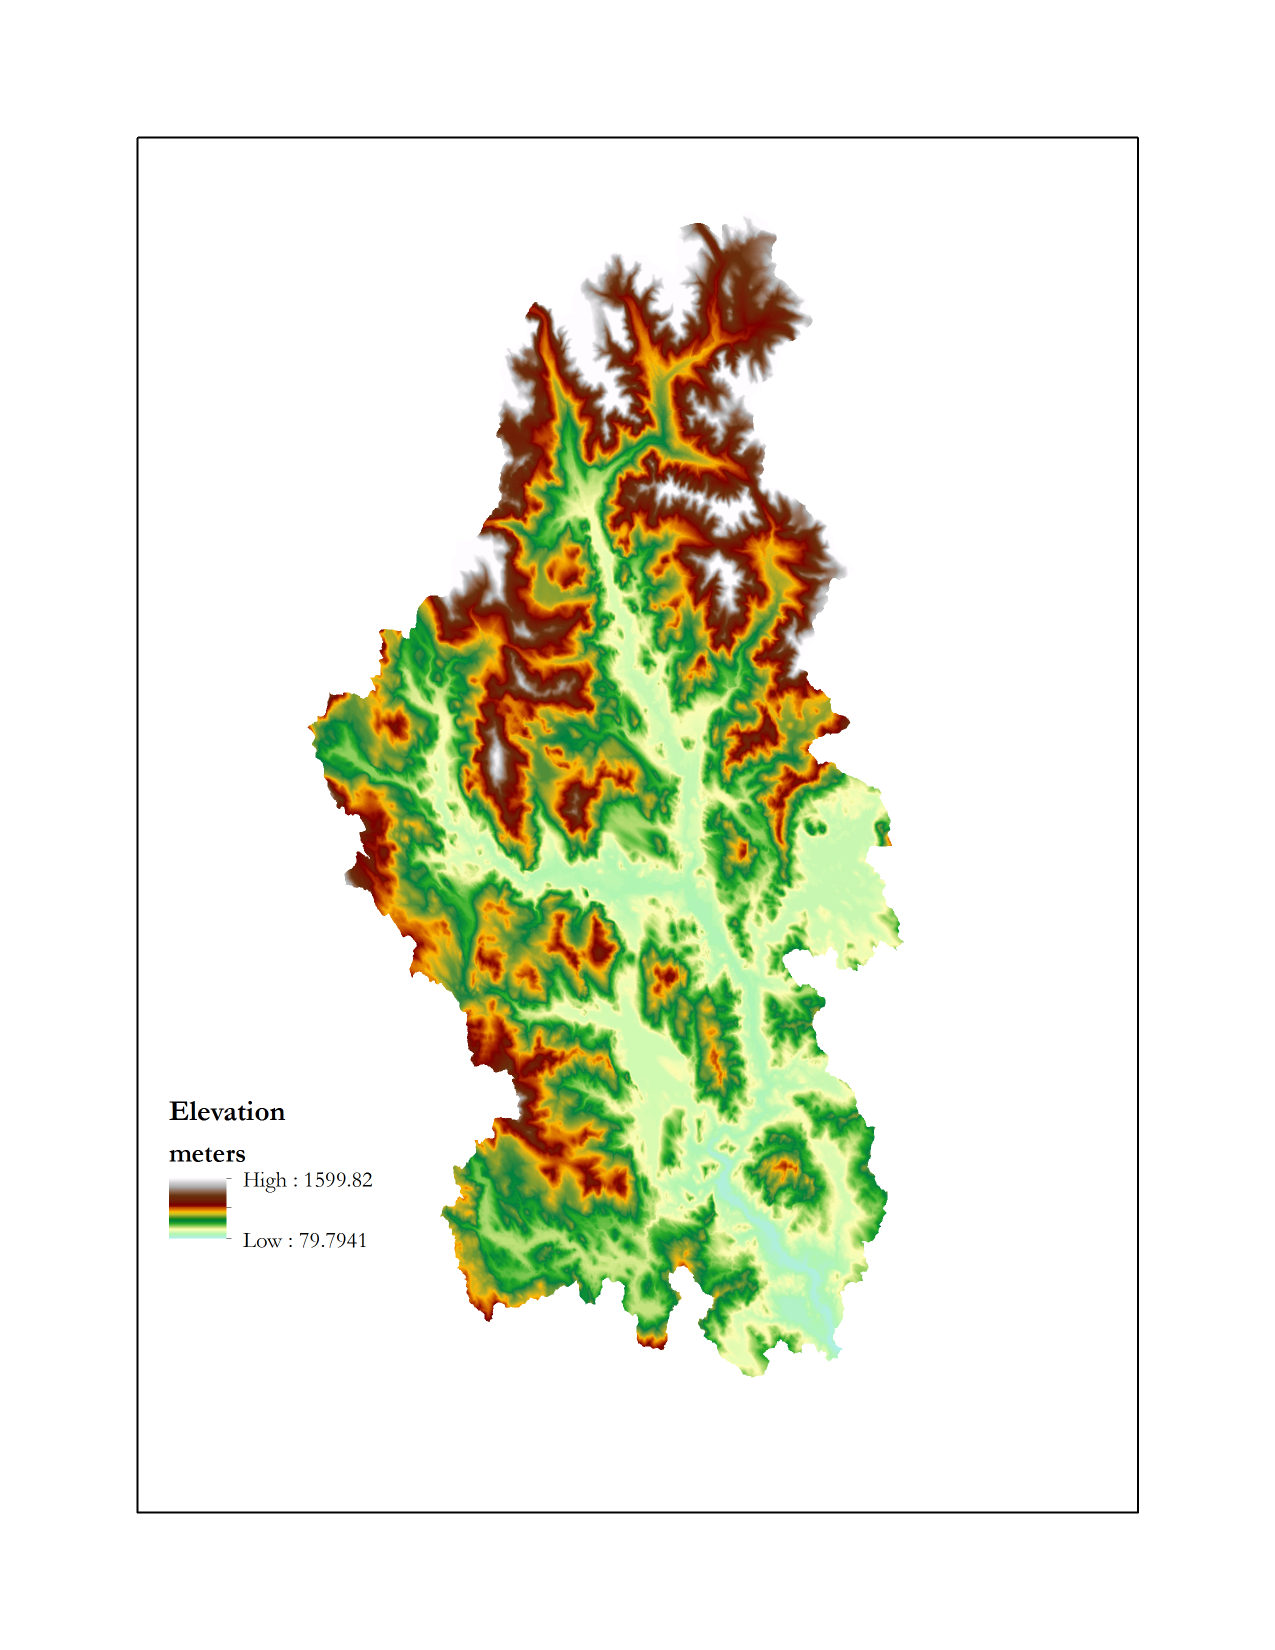 Elevation
meters
High : 1599.82
Low : 79.7941